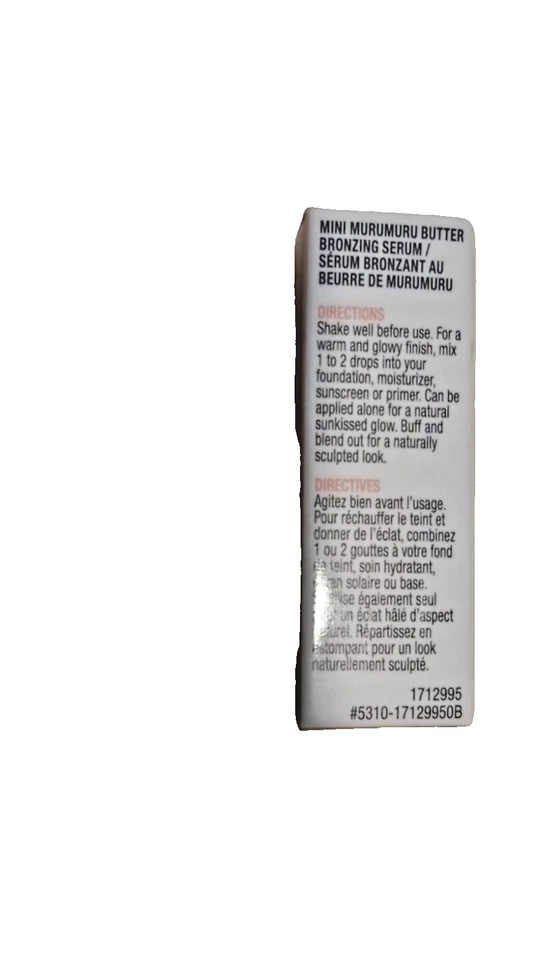 MINI MURUMURU BUTTER
BRONZING SERUM /
SÉRUM BRONZANT AU
BEURRE DE MURUMURU
DIRECTIONS
Shake well before use. For a
warm and glowy finish, mix
1 to 2 drops into your
foundation, moisturizer,
sunscreen or primer. Can be
applied alone for a natural
sunkissed glow. Buff and
blend out for a naturally
sculpted look.
DIRECTIVES
Agitez bien avant l'usage.
Pour réchauffer le teint et
donner de l'éclat, combinez
1 ou 2 gouttes à votre fond
de teint, soin hydratant,
solaire ou base.
également seul
un éclat hâlé d'aspect
naturel. Répartissez en
estompant pour un look
naturellement sculpté.
1712995
#5310-17129950B